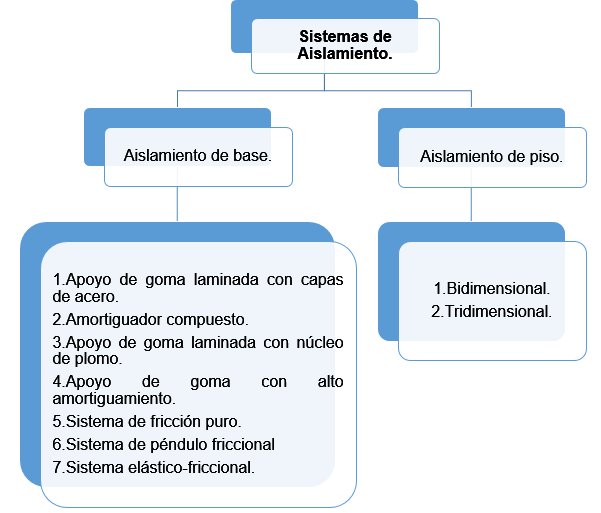 Sistemas de
Aislamiento.
Aislamiento de base.
Aislamiento de piso.
1.Apoyo de goma laminada con capas
de acero.
2.Amortiguador compuesto.
3.Apoyo de goma laminada con núcleo
de plomo.
4.Apoyo de goma con alto
amortiguamiento.
5.Sistema de fricción puro.
6.Sistema de péndulo friccional
7.Sistema elástico-friccional.
1.Bidimensional.
2.Tridimensional.